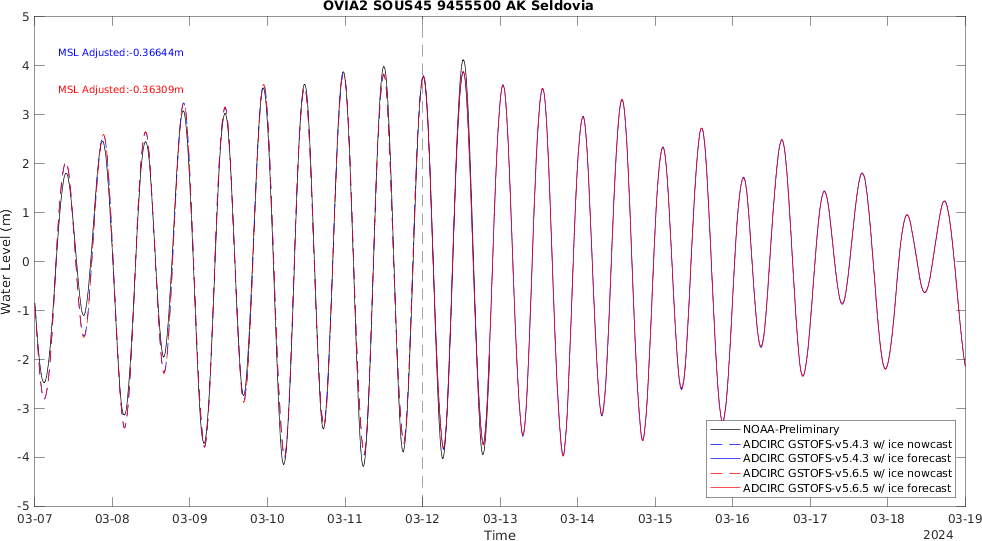 OVIA2 SOUS45 9455500 AK Seldovia
MSL Adjusted:-0.36644m
MSL Adjusted:-0.36309m
Water Level (m)
5
4
3
2
1
0
-1
-2
-3
-4
-5
NOAA-Preliminary
ADCIRC GSTOFS-v5.4.3 w/ ice nowcast
ADCIRC GSTOFS-v5.4.3 w/ ice forecast
ADCIRC GSTOFS-v5.6.5 w/ ice nowcast
ADCIRC GSTOFS-v5.6.5 w/ ice forecast
03-07 03-08 03-09 03-10 03-11 03-12 03-13 03-14 03-15 03-16 03-17 03-18 03-19
Time
2024